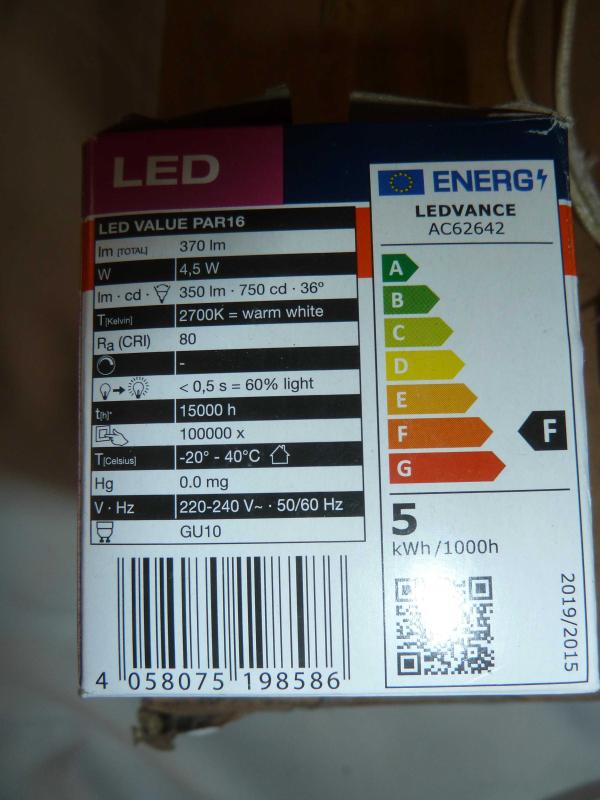 LED
LED VALUE PAR16
lm [TOTAL] 370 lm
W 4,5 W
lm · cd · 350 lm · 750 cd · 36°
T[Kelvin] 2700K = warm white
Ra (CRI) 80
-
< 0,5 s = 60% light
t[h]* 15000 h
100000 x
T[Celsius] -20° - 40°C
Hg 0.0 mg
V · Hz 220-240 V~ · 50/60 Hz
GU10
4 058075 198586
ENERG
LEDVANCE
AC62642
A
B
C
D
E
F
G
F
5
kWh/1000h
2019/2015